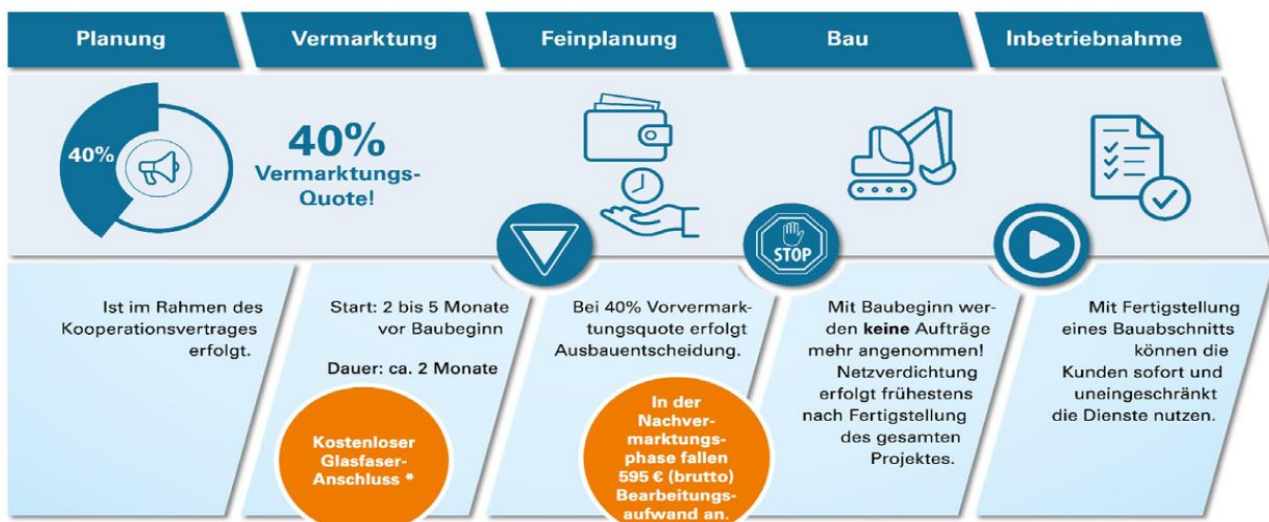 Planung
Vermarktung
Feinplanung
Bau
Inbetriebnahme
40%
40%
Vermarktungs-
Quote!
STOP
Ist im Rahmen des
Kooperationsvertrages
erfolgt.
Start: 2 bis 5 Monate
vor Baubeginn
Dauer: ca. 2 Monate
Kostenloser
Glasfaser-
Anschluss *
Bei 40% Vorvermark-
tungsquote erfolgt
Ausbauentscheidung.
In der
Nachver-
marktungs-
phase fallen
595 € (brutto)
Bearbeitungs-
aufwand an.
Mit Baubeginn wer-
den keine Aufträge
mehr angenommen!
Netzverdichtung
erfolgt frühestens
nach Fertigstellung
des gesamten
Projektes.
Mit Fertigstellung
eines Bauabschnitts
können die
Kunden sofort und
uneingeschränkt
die Dienste nutzen.